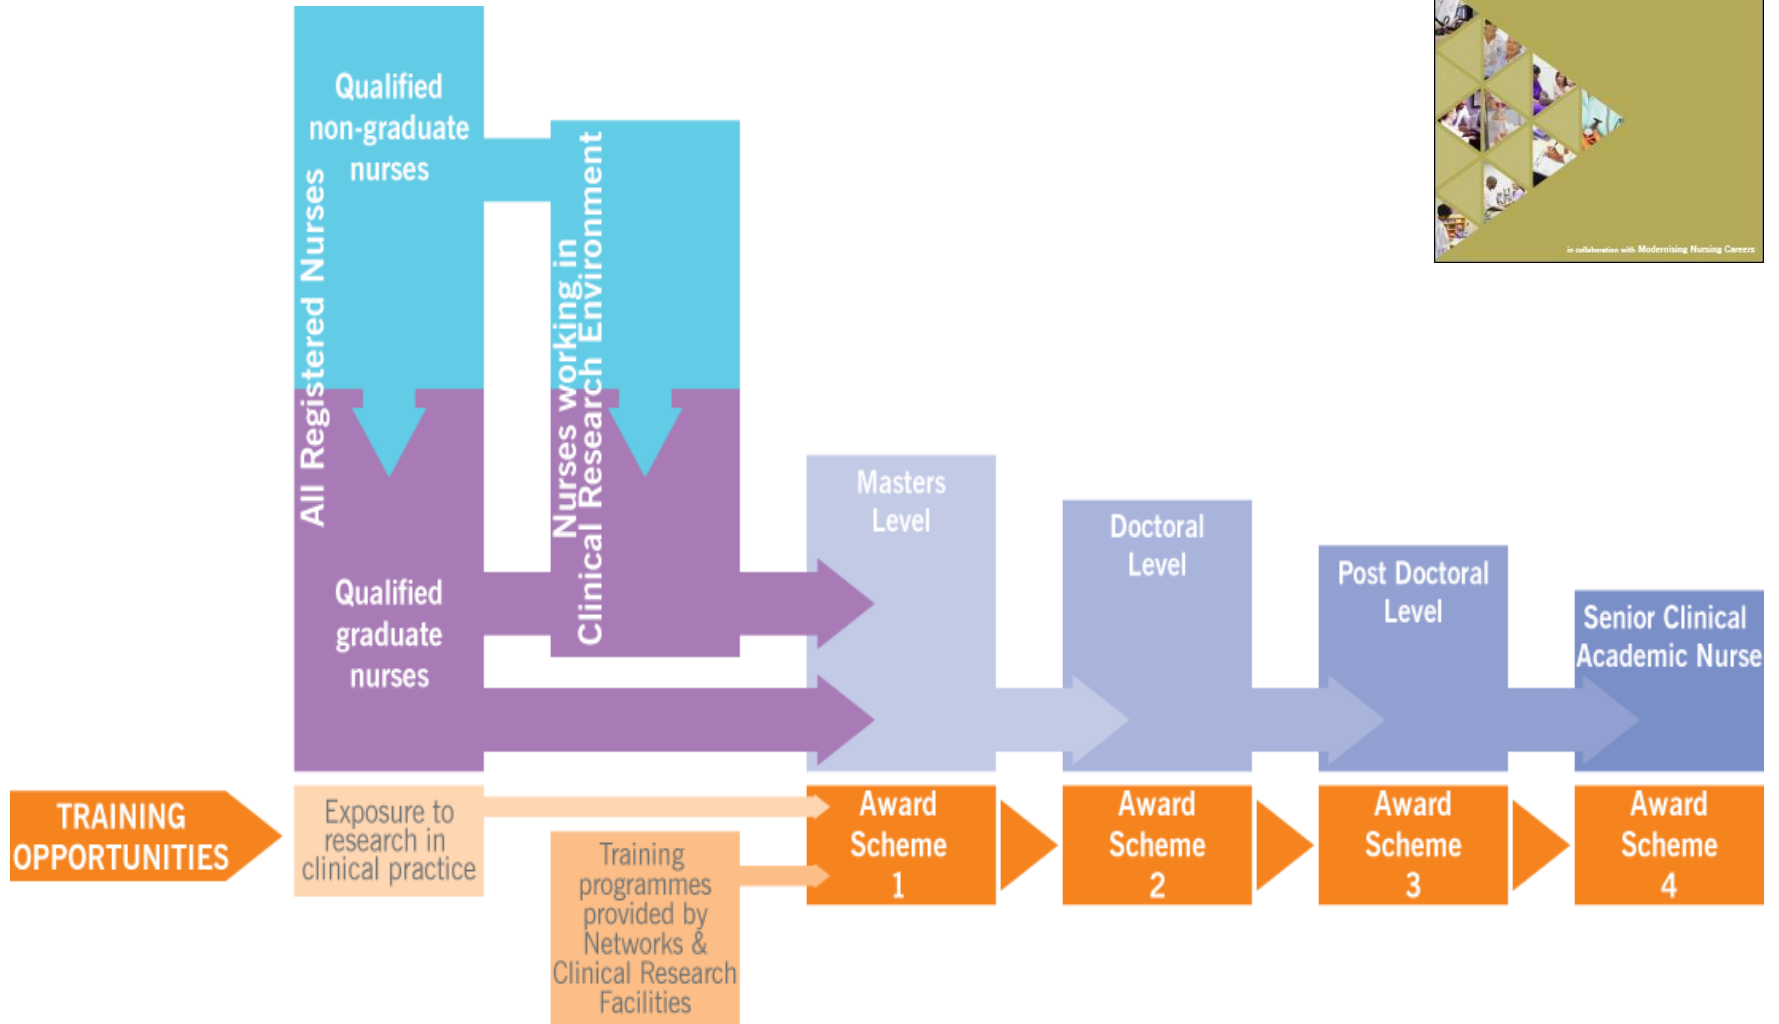 Qualified
non-graduate
nurses
All Registered Nurses
Nurses working in
Clinical Research Environment
Qualified
graduate
nurses
Masters
Level
Doctoral
Level
Post Doctoral
Level
Senior Clinical
Academic Nurse
in collaboration with Modernising Nursing Careers
TRAINING
OPPORTUNITIES
Exposure to
research in
clinical practice
Training
programmes
provided by
Networks &
Clinical Research
Facilities
Award
Scheme
1
Award
Scheme
2
Award
Scheme
3
Award
Scheme
4